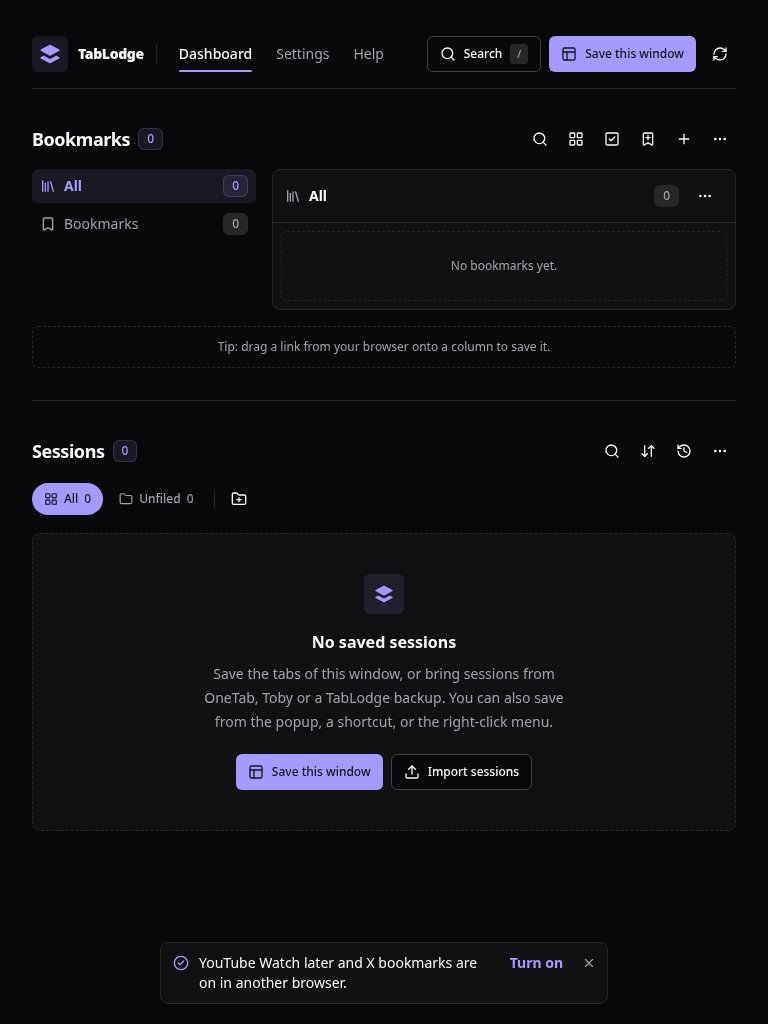 TabLodge
Dashboard
Settings
Help
Search /
Save this window
Bookmarks 0
All 0
Bookmarks 0
All 0
No bookmarks yet.
Tip: drag a link from your browser onto a column to save it.
Sessions 0
All 0
Unfiled 0
No saved sessions
Save the tabs of this window, or bring sessions from
OneTab, Toby or a TabLodge backup. You can also save
from the popup, a shortcut, or the right-click menu.
Save this window
Import sessions
YouTube Watch later and X bookmarks are
on in another browser.
Turn on